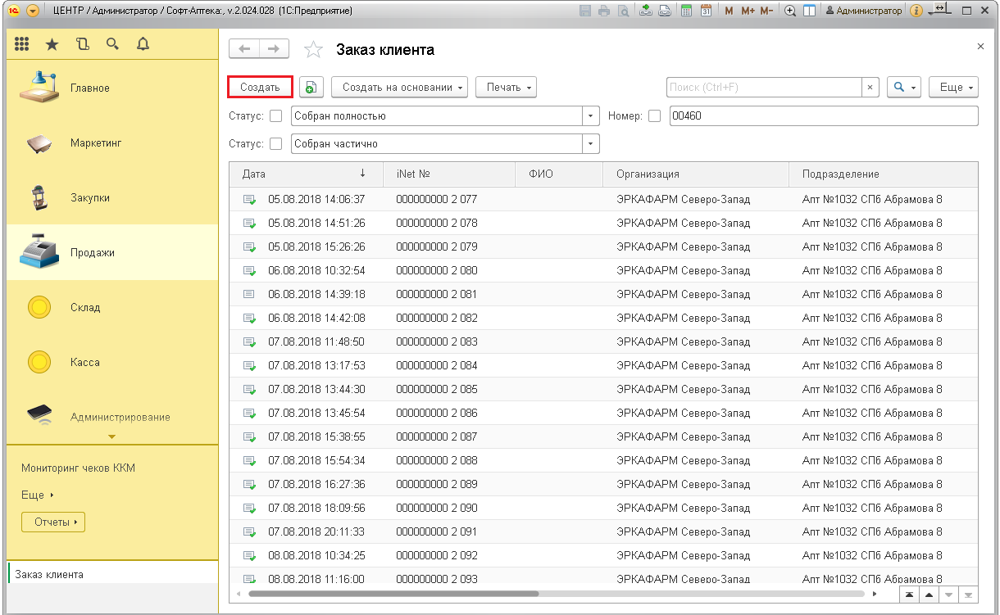 ЦЕНТР / Администратор / Софт-Аптека:, v.2.024.028 (1С:Предприятие)
M M+ M- Администратор
Заказ клиента
Создать Создать на основании Печать Поиск (Ctrl+F) × Еще
Статус: Собран полностью Номер: 00460
Статус: Собран частично
Дата ↓ iNet № ФИО Организация Подразделение
05.08.2018 14:06:37 000000000 2 077 ЭРКАФАРМ Северо-Запад Апт №1032 СПб Абрамова 8
05.08.2018 14:51:26 000000000 2 078 ЭРКАФАРМ Северо-Запад Апт №1032 СПб Абрамова 8
05.08.2018 15:26:26 000000000 2 079 ЭРКАФАРМ Северо-Запад Апт №1032 СПб Абрамова 8
06.08.2018 10:32:54 000000000 2 080 ЭРКАФАРМ Северо-Запад Апт №1032 СПб Абрамова 8
06.08.2018 14:39:18 000000000 2 081 ЭРКАФАРМ Северо-Запад Апт №1032 СПб Абрамова 8
06.08.2018 14:42:08 000000000 2 082 ЭРКАФАРМ Северо-Запад Апт №1032 СПб Абрамова 8
07.08.2018 11:48:50 000000000 2 083 ЭРКАФАРМ Северо-Запад Апт №1032 СПб Абрамова 8
07.08.2018 13:17:53 000000000 2 084 ЭРКАФАРМ Северо-Запад Апт №1032 СПб Абрамова 8
07.08.2018 13:44:30 000000000 2 085 ЭРКАФАРМ Северо-Запад Апт №1032 СПб Абрамова 8
07.08.2018 13:45:54 000000000 2 086 ЭРКАФАРМ Северо-Запад Апт №1032 СПб Абрамова 8
07.08.2018 15:38:55 000000000 2 087 ЭРКАФАРМ Северо-Запад Апт №1032 СПб Абрамова 8
07.08.2018 15:54:34 000000000 2 088 ЭРКАФАРМ Северо-Запад Апт №1032 СПб Абрамова 8
07.08.2018 16:27:36 000000000 2 089 ЭРКАФАРМ Северо-Запад Апт №1032 СПб Абрамова 8
07.08.2018 18:09:56 000000000 2 090 ЭРКАФАРМ Северо-Запад Апт №1032 СПб Абрамова 8
07.08.2018 20:11:33 000000000 2 091 ЭРКАФАРМ Северо-Запад Апт №1032 СПб Абрамова 8
08.08.2018 10:34:25 000000000 2 092 ЭРКАФАРМ Северо-Запад Апт №1032 СПб Абрамова 8
08.08.2018 11:16:00 000000000 2 093 ЭРКАФАРМ Северо-Запад Апт №1032 СПб Абрамова 8
Главное
Маркетинг
Закупки
Продажи
Склад
Касса
Администрирование
Мониторинг чеков ККМ
Еще
Отчеты
Заказ клиента